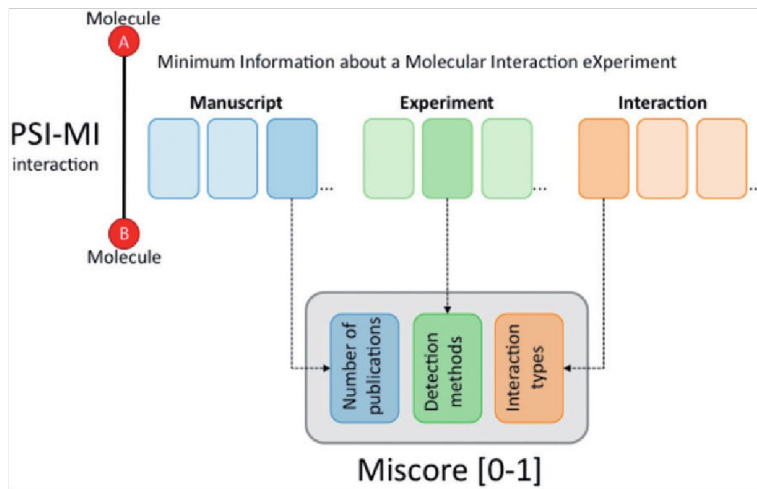 Molecule
A
Minimum Information about a Molecular Interaction eXperiment
Manuscript
Experiment
Interaction
PSI-MI
interaction
...
...
...
B
Molecule
Number of
publications
Detection
methods
Interaction
types
Miscore [0-1]